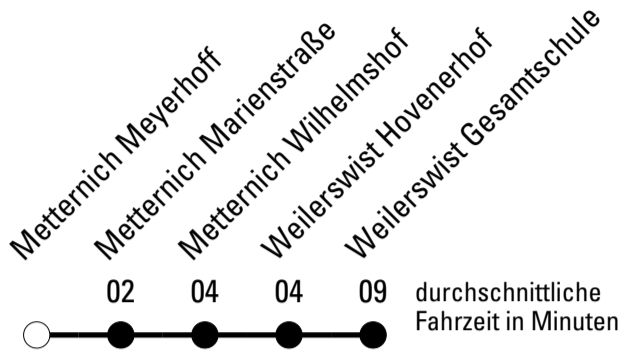 Metternich Meyerhoff
Metternich Marienstraße
Metternich Wilhelmshof
Weilerswist Hovenerhof
Weilerswist Gesamtschule
02 04 04 09
durchschnittliche
Fahrzeit in Minuten